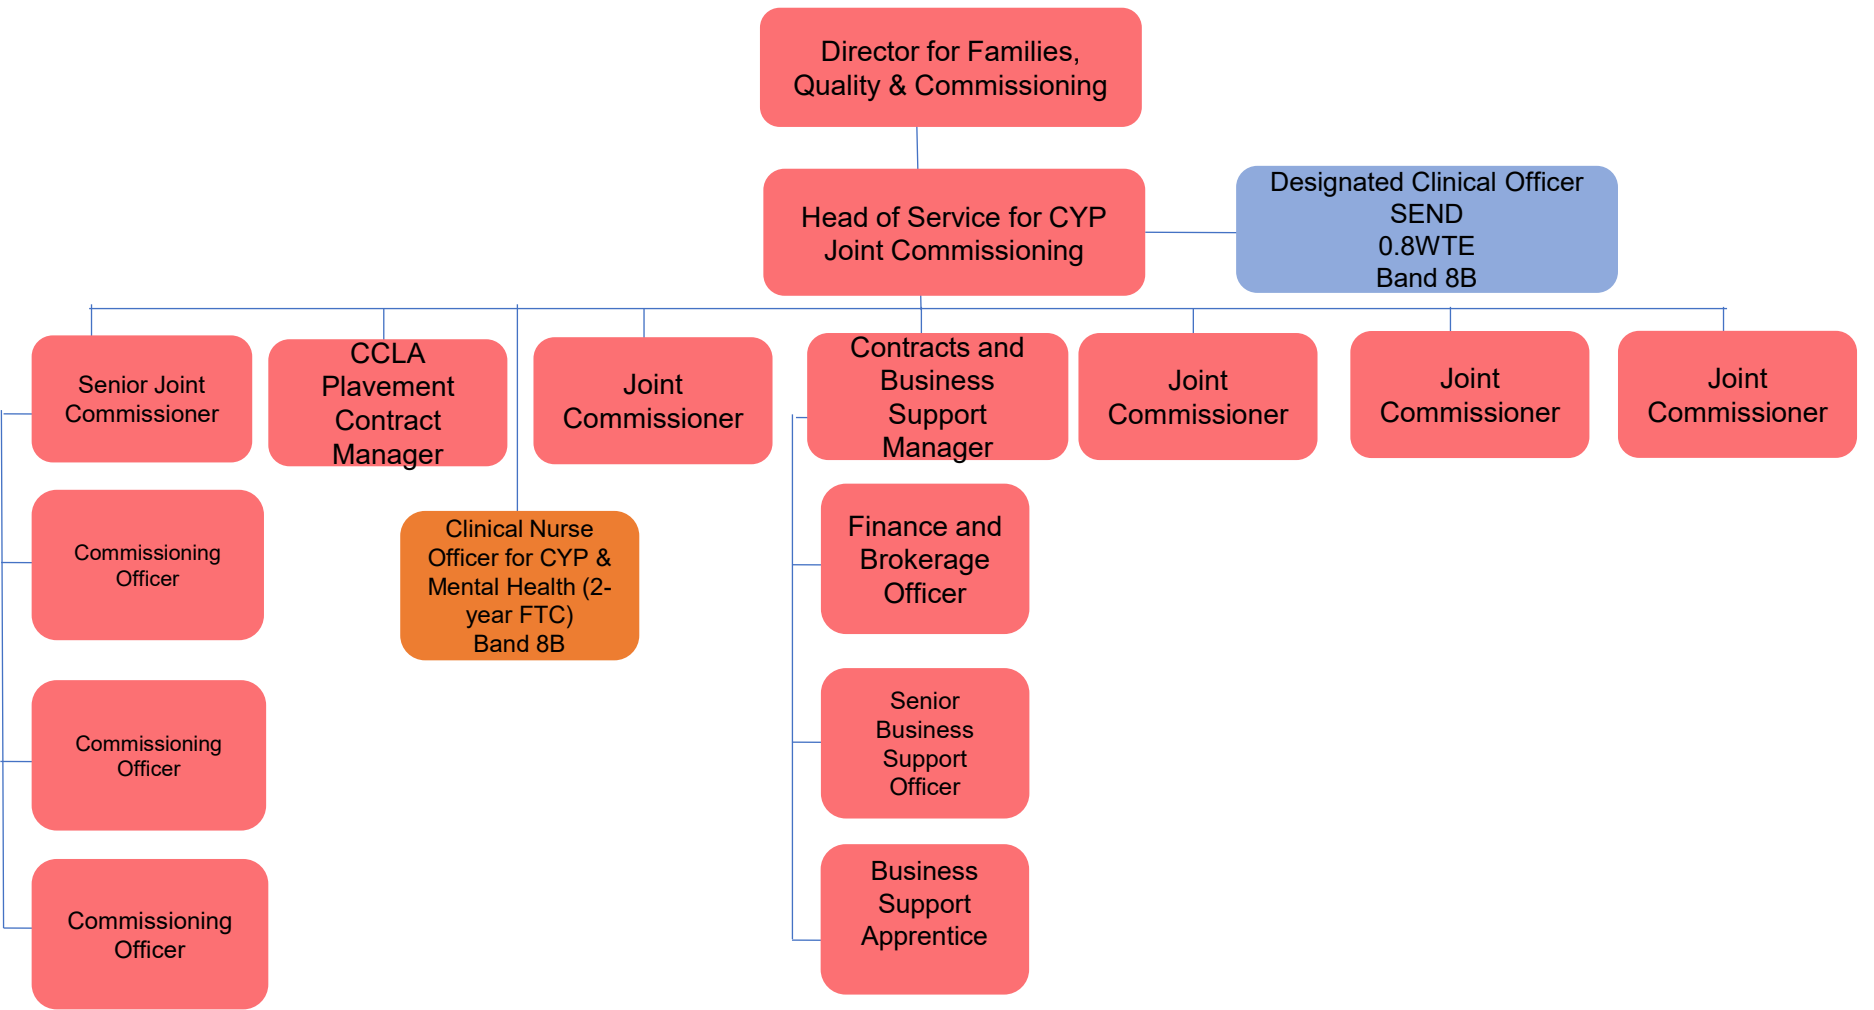 Director for Families,
Quality & Commissioning
Head of Service for CYP
Joint Commissioning
Designated Clinical Officer
SEND
0.8WTE
Band 8B
Senior Joint
Commissioner
CCLA
Plavement
Contract
Manager
Joint
Commissioner
Contracts and
Business
Support
Manager
Joint
Commissioner
Joint
Commissioner
Joint
Commissioner
Commissioning
Officer
Clinical Nurse
Officer for CYP &
Mental Health (2-
year FTC)
Band 8B
Finance and
Brokerage
Officer
Commissioning
Officer
Senior
Business
Support
Officer
Commissioning
Officer
Business
Support
Apprentice